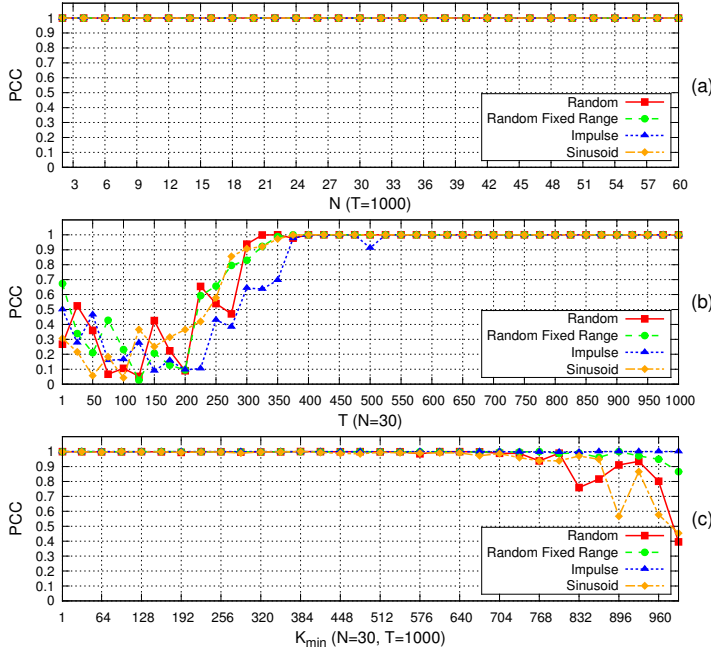 1
0.9
0.8
0.7
0.6
0.5
0.4
0.3
0.2
0.1
0
PCC
Random
Random Fixed Range
Impulse
Sinusoid
3 6 9 12 15 18 21 24 27 30 33 36 39 42 45 48 51 54 57 60
N (T=1000)
(a)
1
0.9
0.8
0.7
0.6
0.5
0.4
0.3
0.2
0.1
0
PCC
Random
Random Fixed Range
Impulse
Sinusoid
1 50 100 150 200 250 300 350 400 450 500 550 600 650 700 750 800 850 900 950 1000
T (N=30)
(b)
1
0.9
0.8
0.7
0.6
0.5
0.4
0.3
0.2
0.1
0
PCC
Random
Random Fixed Range
Impulse
Sinusoid
1 64 128 192 256 320 384 448 512 576 640 704 768 832 896 960
Kmin (N=30, T=1000)
(c)